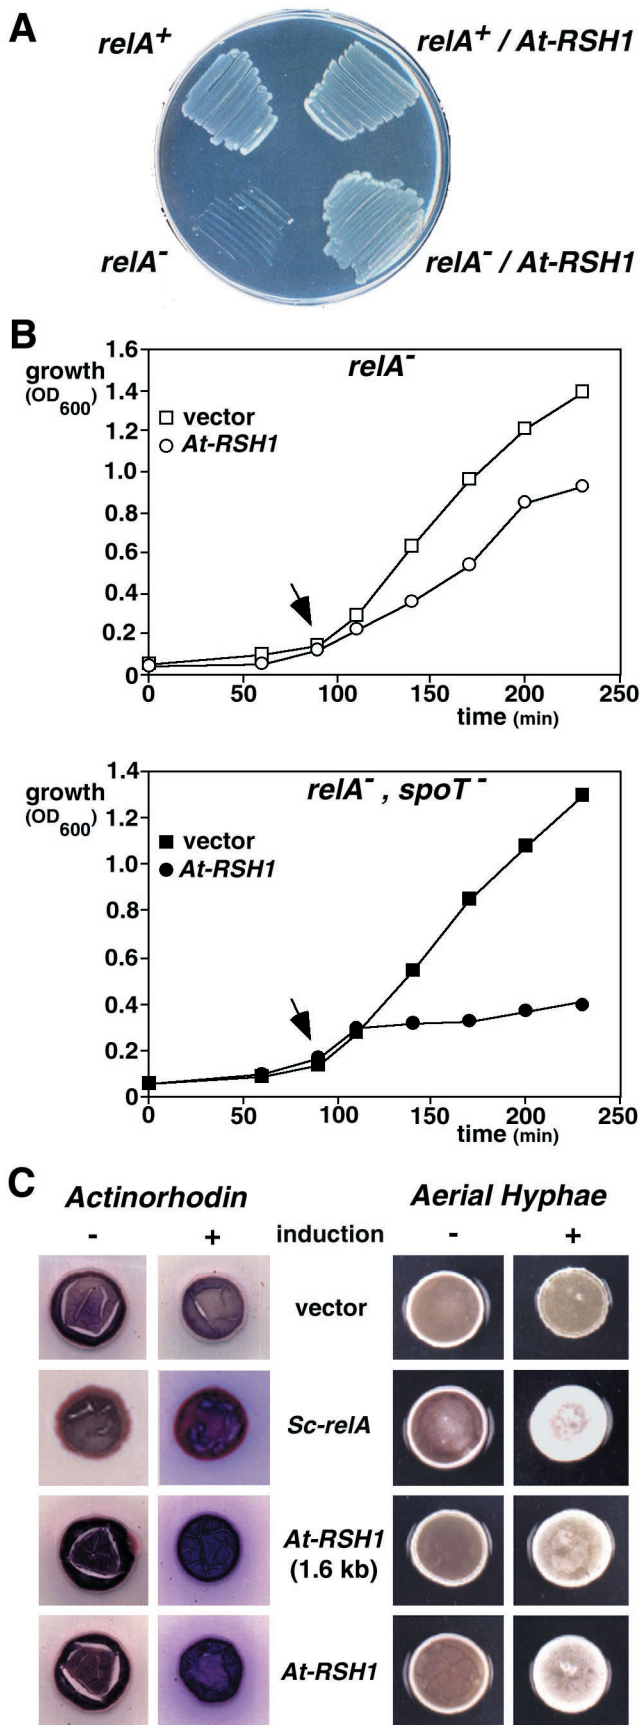 A
relA+
relA+ / At-RSH1
relA-
relA- / At-RSH1
B
growth
(OD600)
relA-
vector
At-RSH1
1.6
1.4
1.2
1.0
0.8
0.6
0.4
0.2
0
0 50 100 150 200 250
time (min)
growth
(OD600)
relA- , spoT -
vector
At-RSH1
1.4
1.2
1.0
0.8
0.6
0.4
0.2
0
0 50 100 150 200 250
time (min)
C
Actinorhodin
Aerial Hyphae
- + induction - +
vector
Sc-relA
At-RSH1
(1.6 kb)
At-RSH1